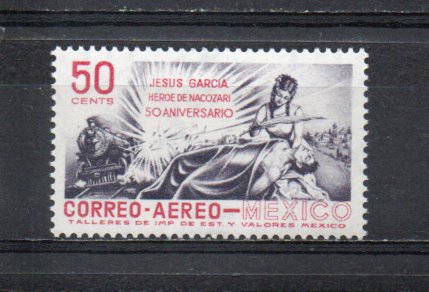 50
CENTS
JESUS GARCIA
HEROE DE NACOZARI
50 ANIVERSARIO
CORREO-AEREO-MEXICO
TALLERES DE IMP. DE EST. Y VALORES MEXICO